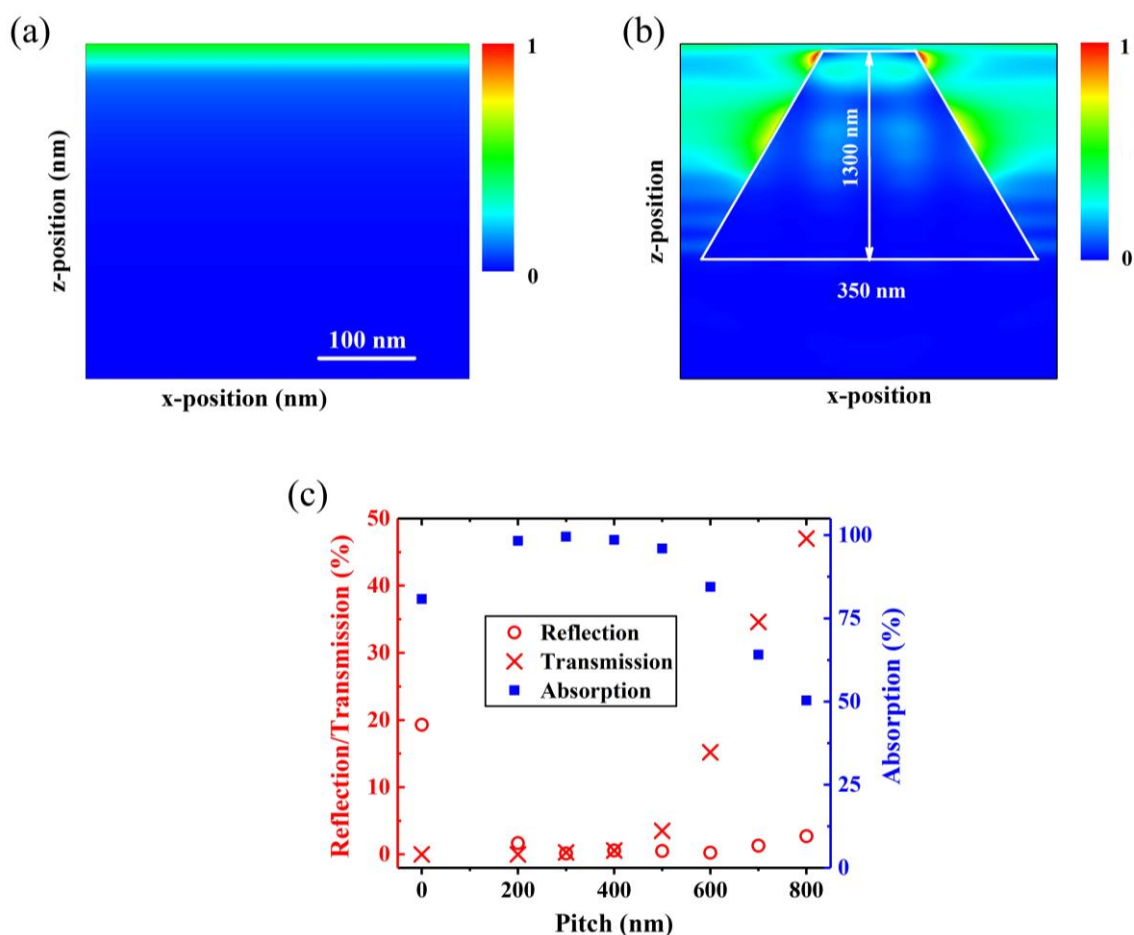 (a)
1
0
z-position (nm)
100 nm
x-position (nm)
(b)
1
0
z-position
1300 nm
350 nm
x-position
(c)
Reflection/Transmission (%)
50
40
30
20
10
0
Reflection
Transmission
Absorption
100
75
50
25
0
Absorption (%)
0 200 400 600 800
Pitch (nm)